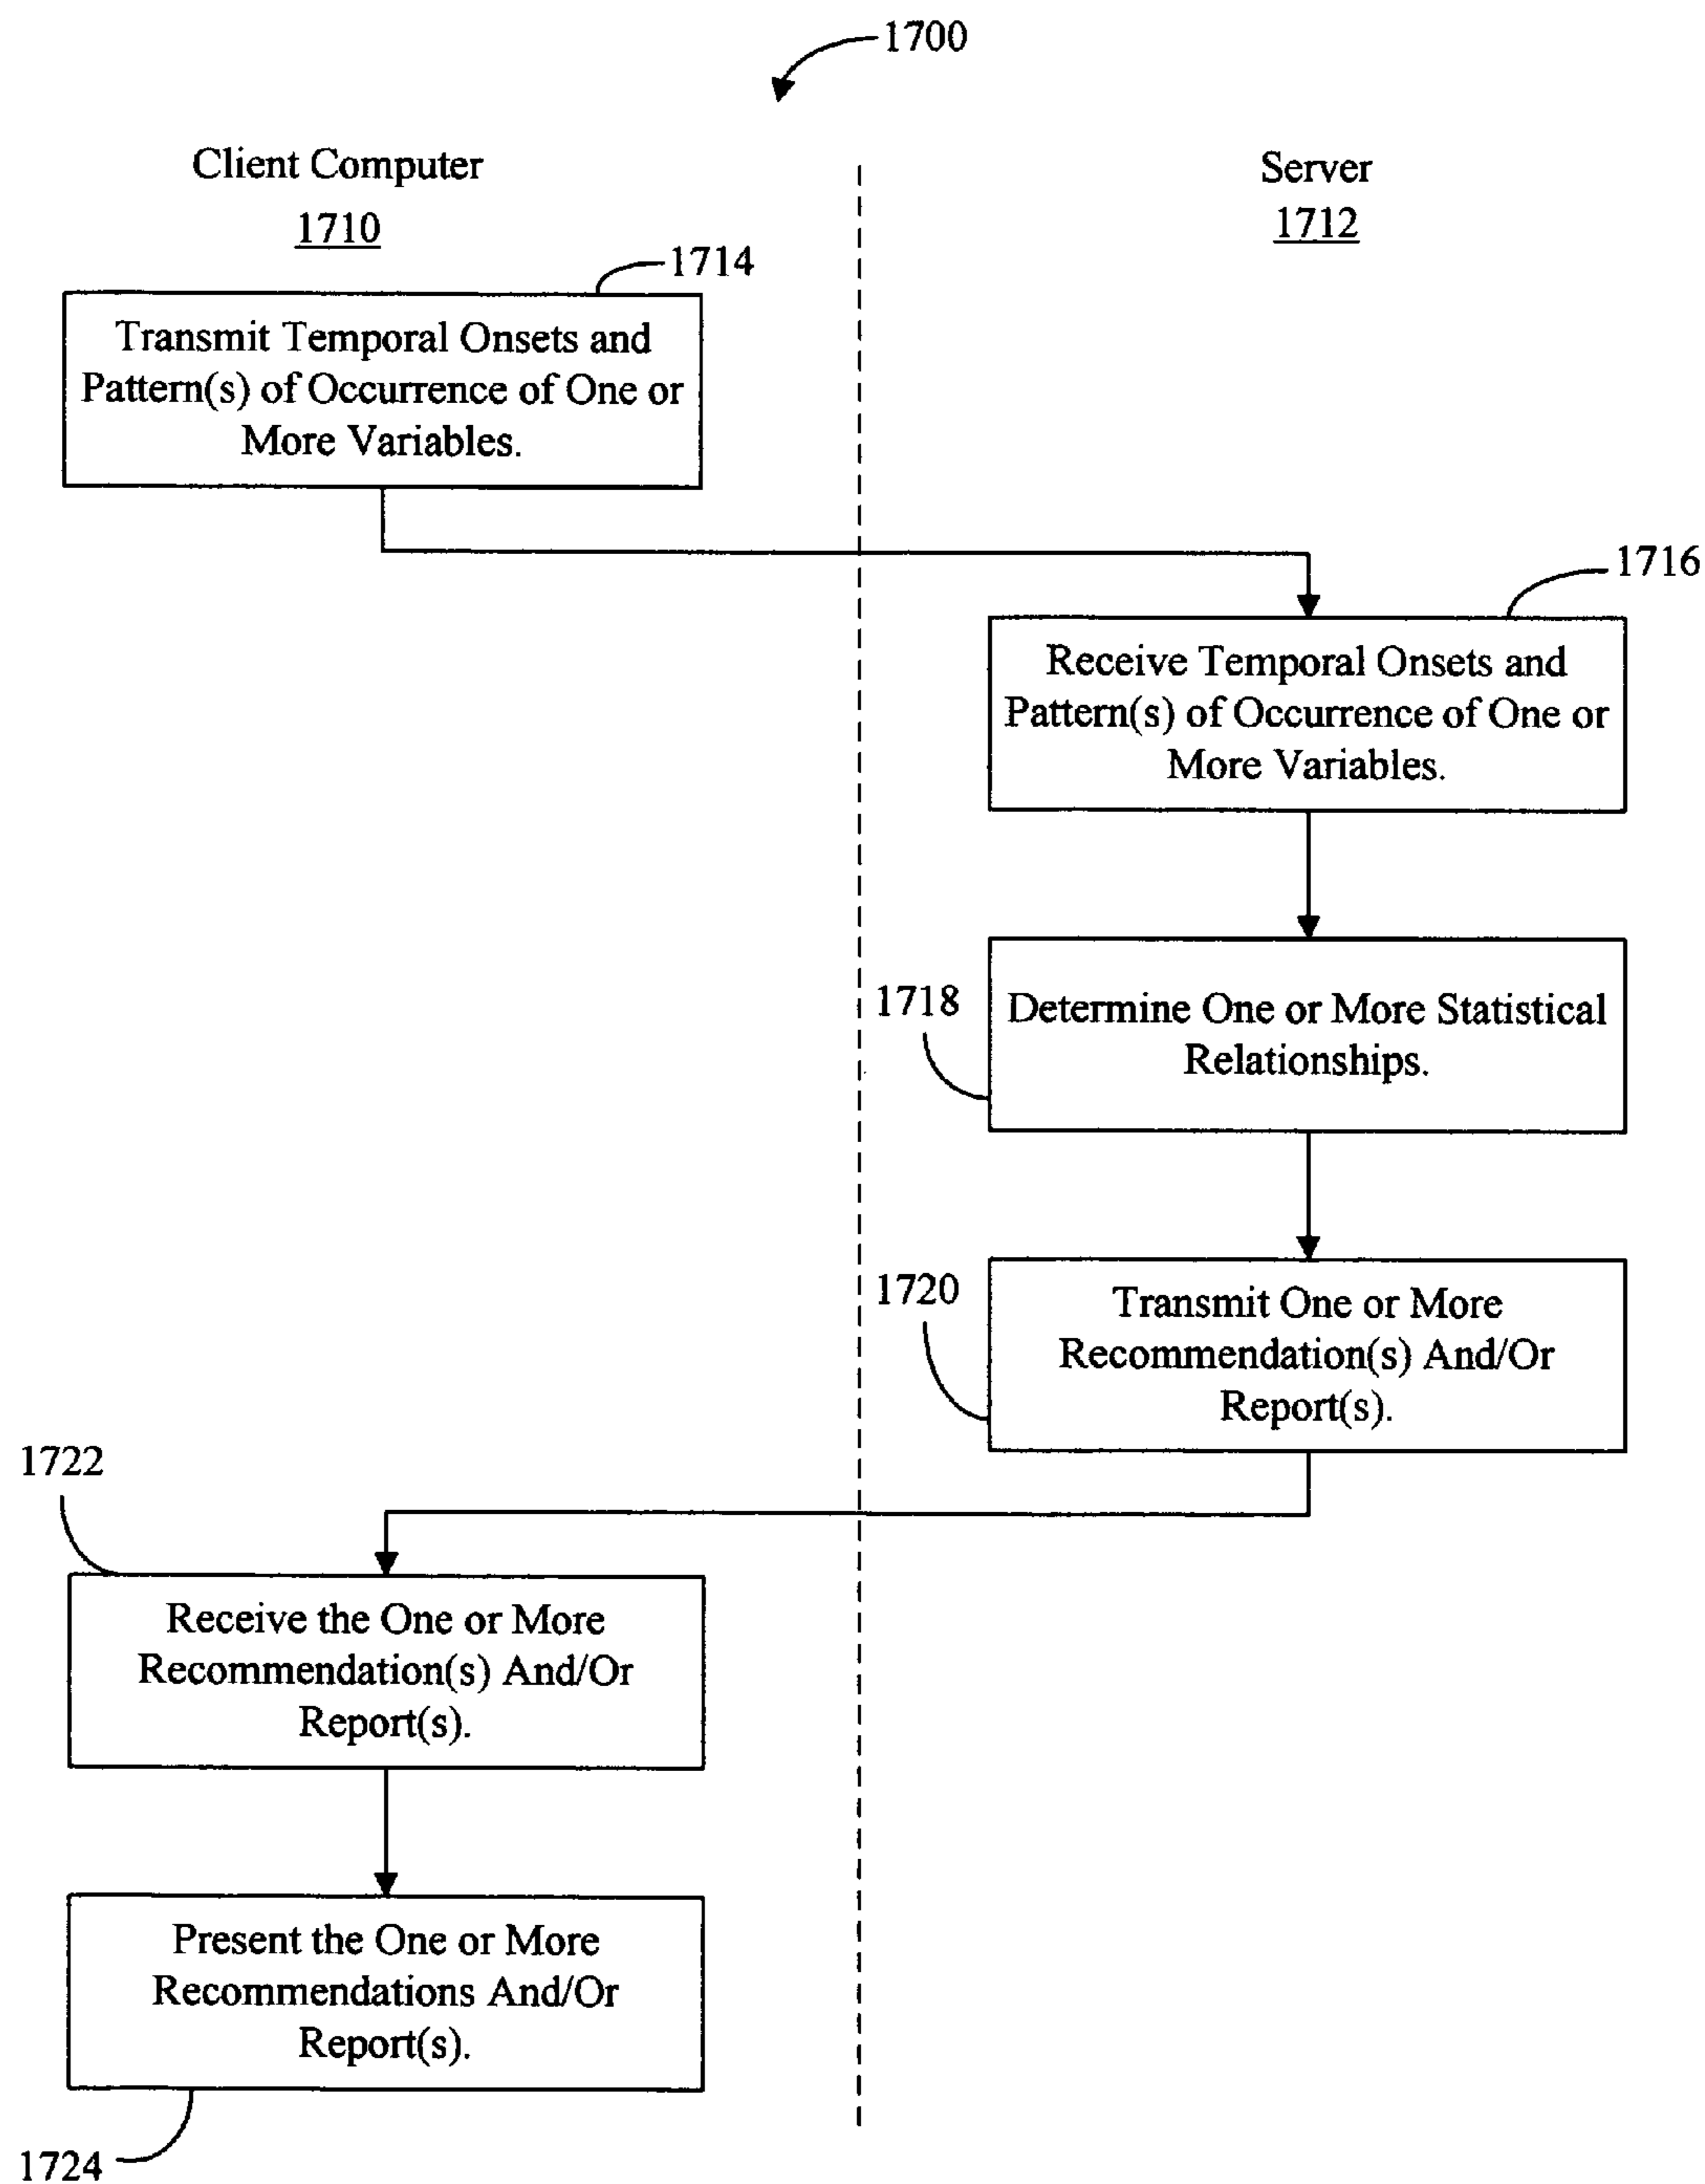 1700
Client Computer
1710
Server
1712
1714
Transmit Temporal Onsets and
Pattern(s) of Occurrence of One or
More Variables.
1716
Receive Temporal Onsets and
Pattern(s) of Occurrence of One or
More Variables.
1718
Determine One or More Statistical
Relationships.
1720
Transmit One or More
Recommendation(s) And/Or
Report(s).
1722
Receive the One or More
Recommendation(s) And/Or
Report(s).
Present the One or More
Recommendations And/Or
Report(s).
1724